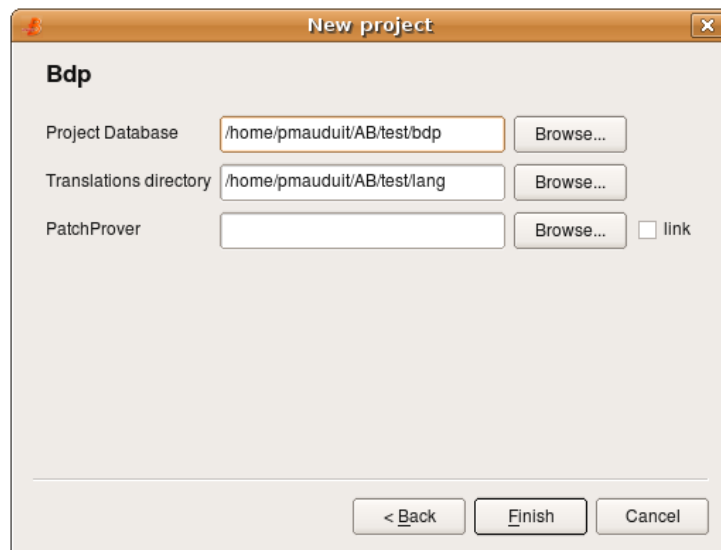 New project
Bdp
Project Database /home/pmauduit/AB/test/bdp Browse...
Translations directory /home/pmauduit/AB/test/lang Browse...
PatchProver Browse... link
< Back Finish Cancel